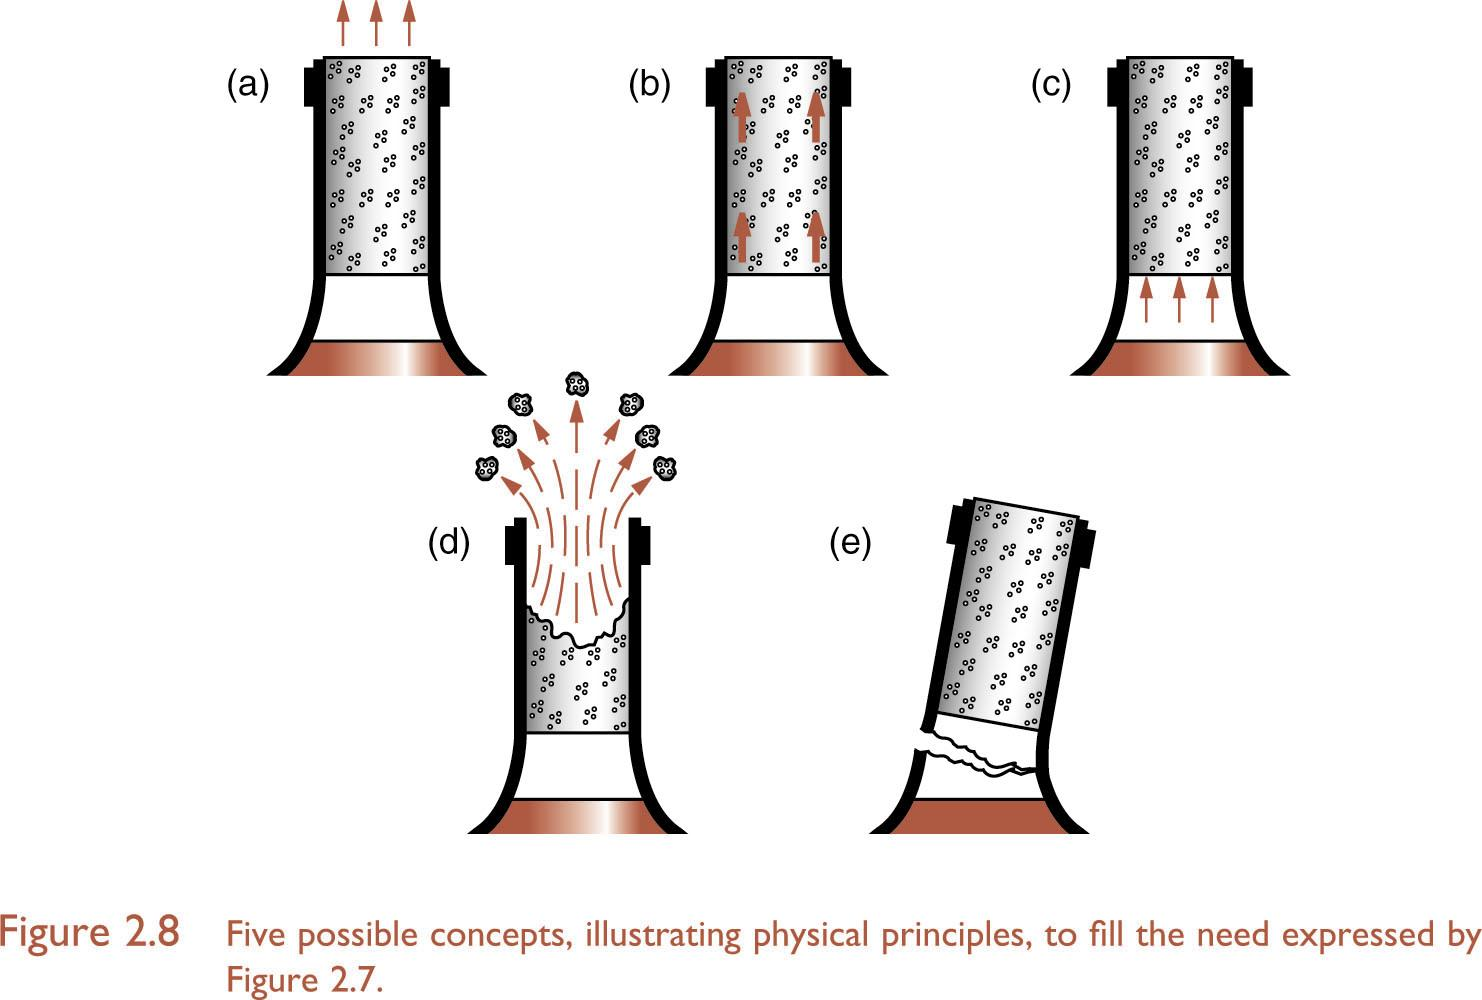 (a)
(b)
(c)
(d)
(e)
Figure 2.8 Five possible concepts, illustrating physical principles, to fill the need expressed by
Figure 2.7.